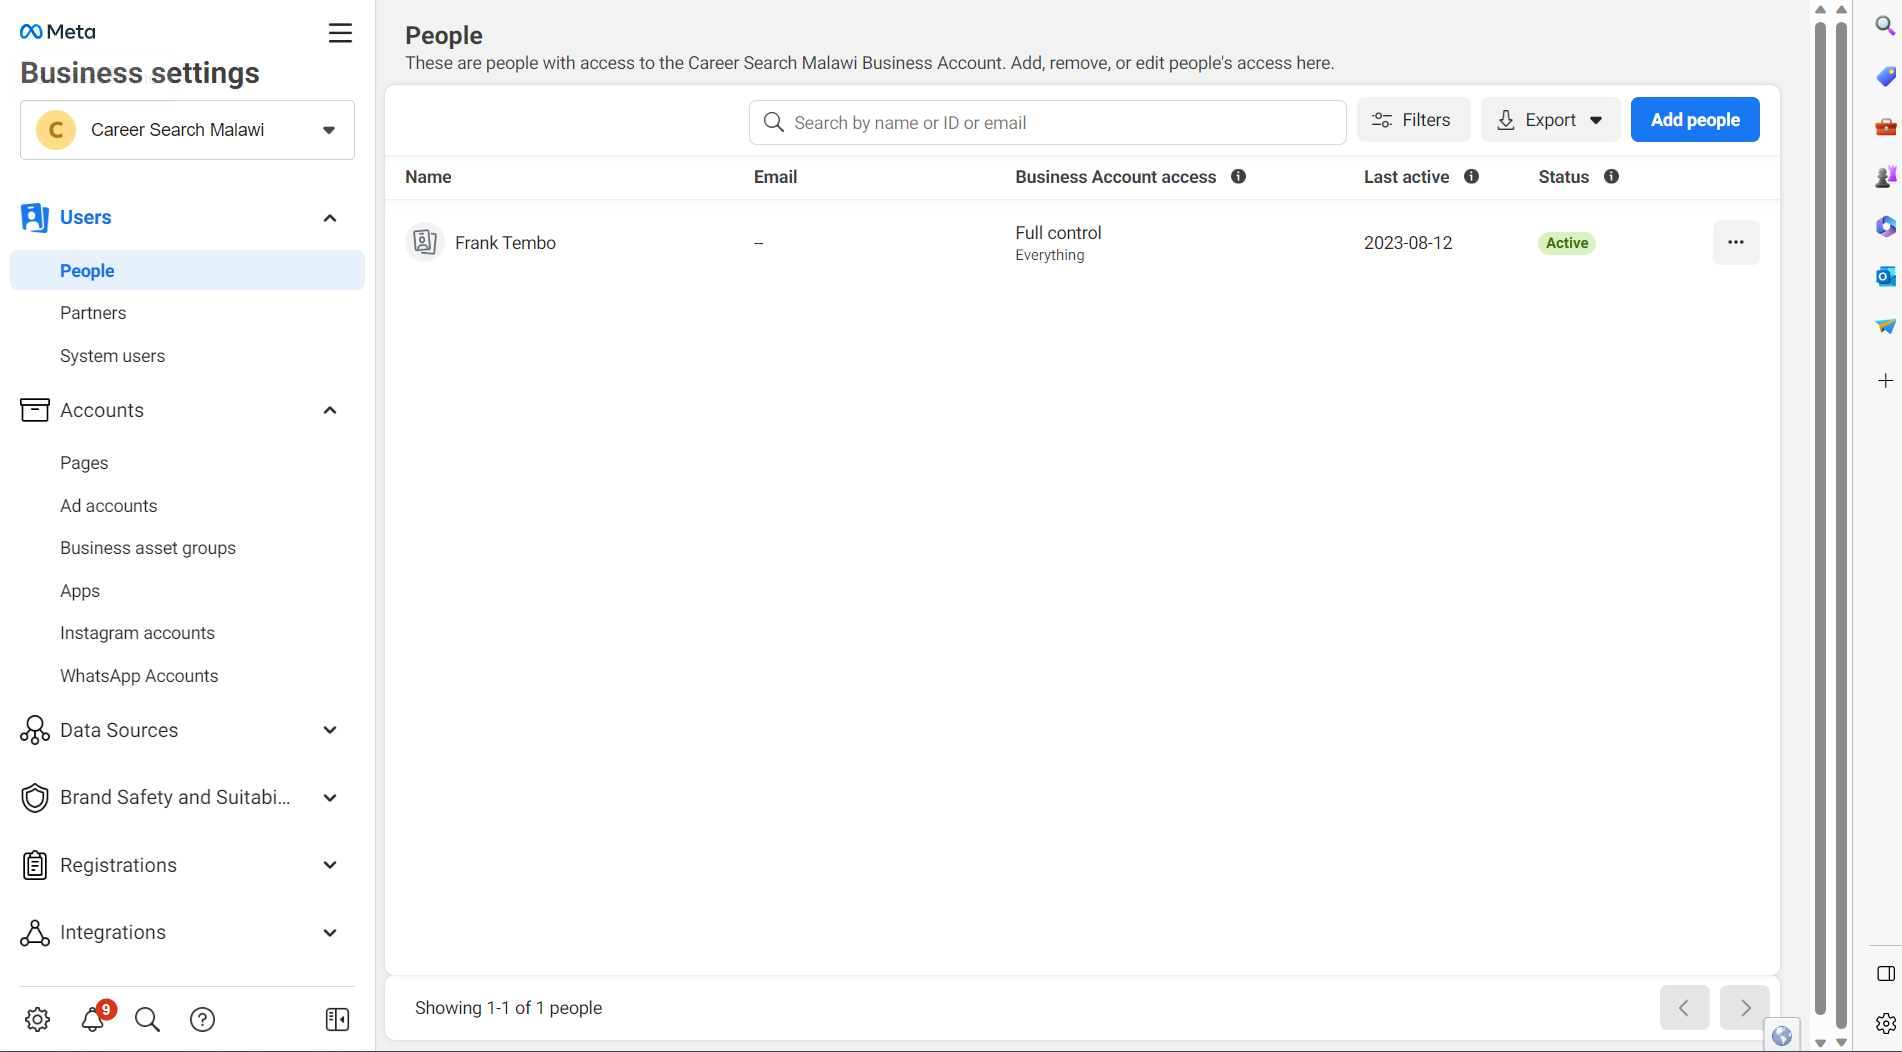 Meta
Business settings
C
Career Search Malawi
Users
People
Partners
System users
Accounts
Pages
Ad accounts
Business asset groups
Apps
Instagram accounts
WhatsApp Accounts
Data Sources
Brand Safety and Suitabi...
Registrations
Integrations
9
People
These are people with access to the Career Search Malawi Business Account. Add, remove, or edit people's access here.
Search by name or ID or email
Filters
Export
Add people
Name Email Business Account access Last active Status
Frank Tembo -- Full control 2023-08-12 Active
Everything
Showing 1-1 of 1 people